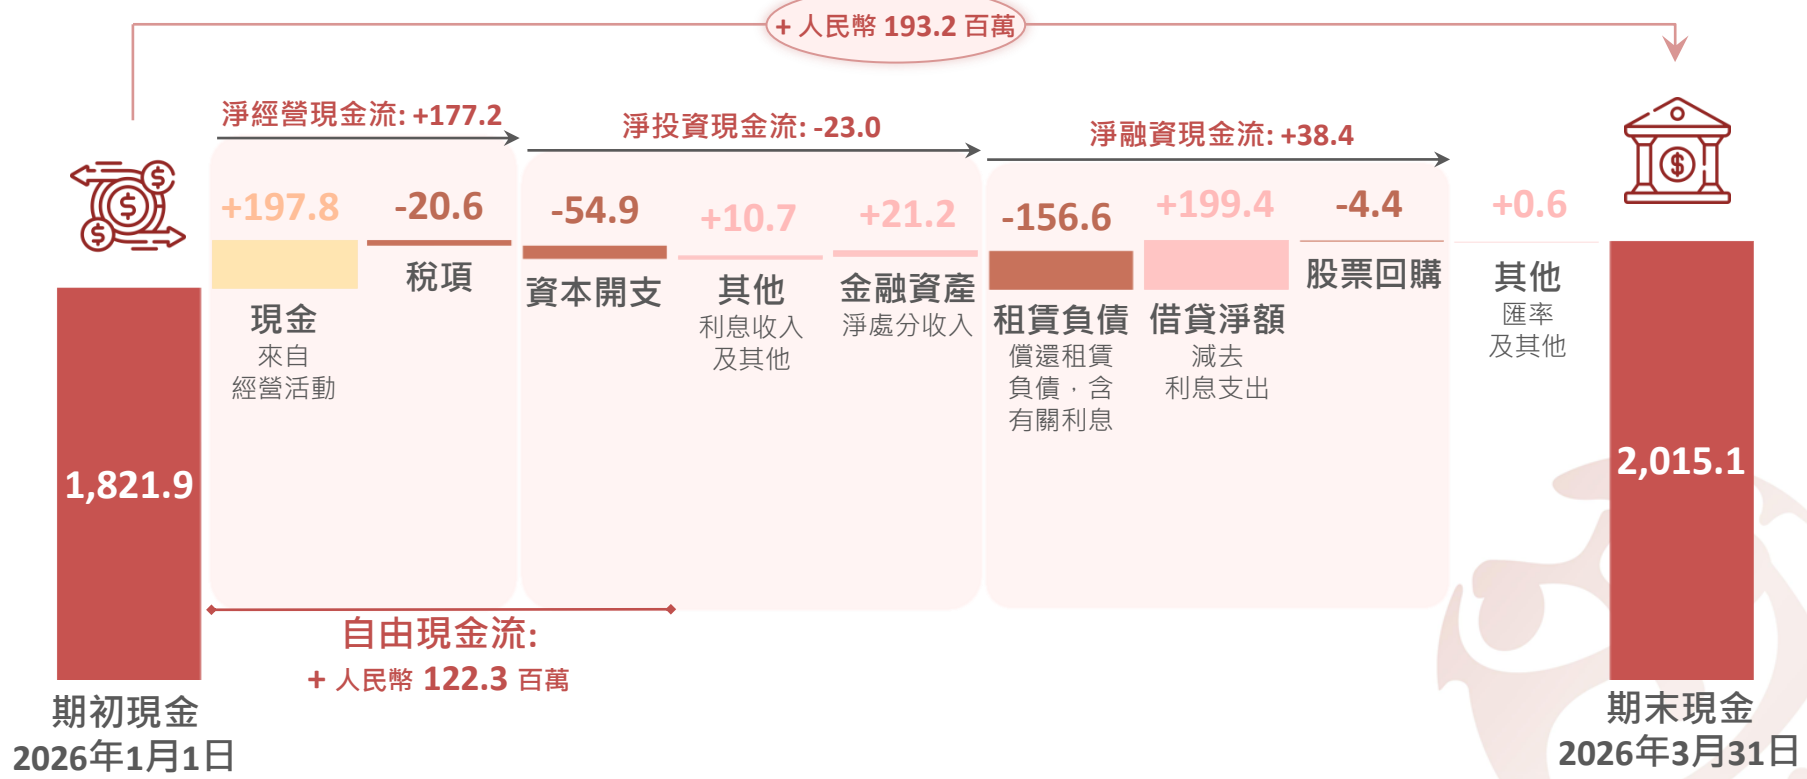 + 人民幣 193.2 百萬
淨經營現金流: +177.2
淨投資現金流: -23.0
淨融資現金流: +38.4
+197.8
現金
來自
經營活動
-20.6
稅項
-54.9
資本開支
+10.7
其他
利息收入
及其他
+21.2
金融資產
淨處分收入
-156.6
租賃負債
償還租賃
負債，含
有關利息
+199.4
借貸淨額
減去
利息支出
-4.4
股票回購
+0.6
其他
匯率
及其他
1,821.9
2,015.1
自由現金流:
+ 人民幣 122.3 百萬
期初現金
2026年1月1日
期末現金
2026年3月31日